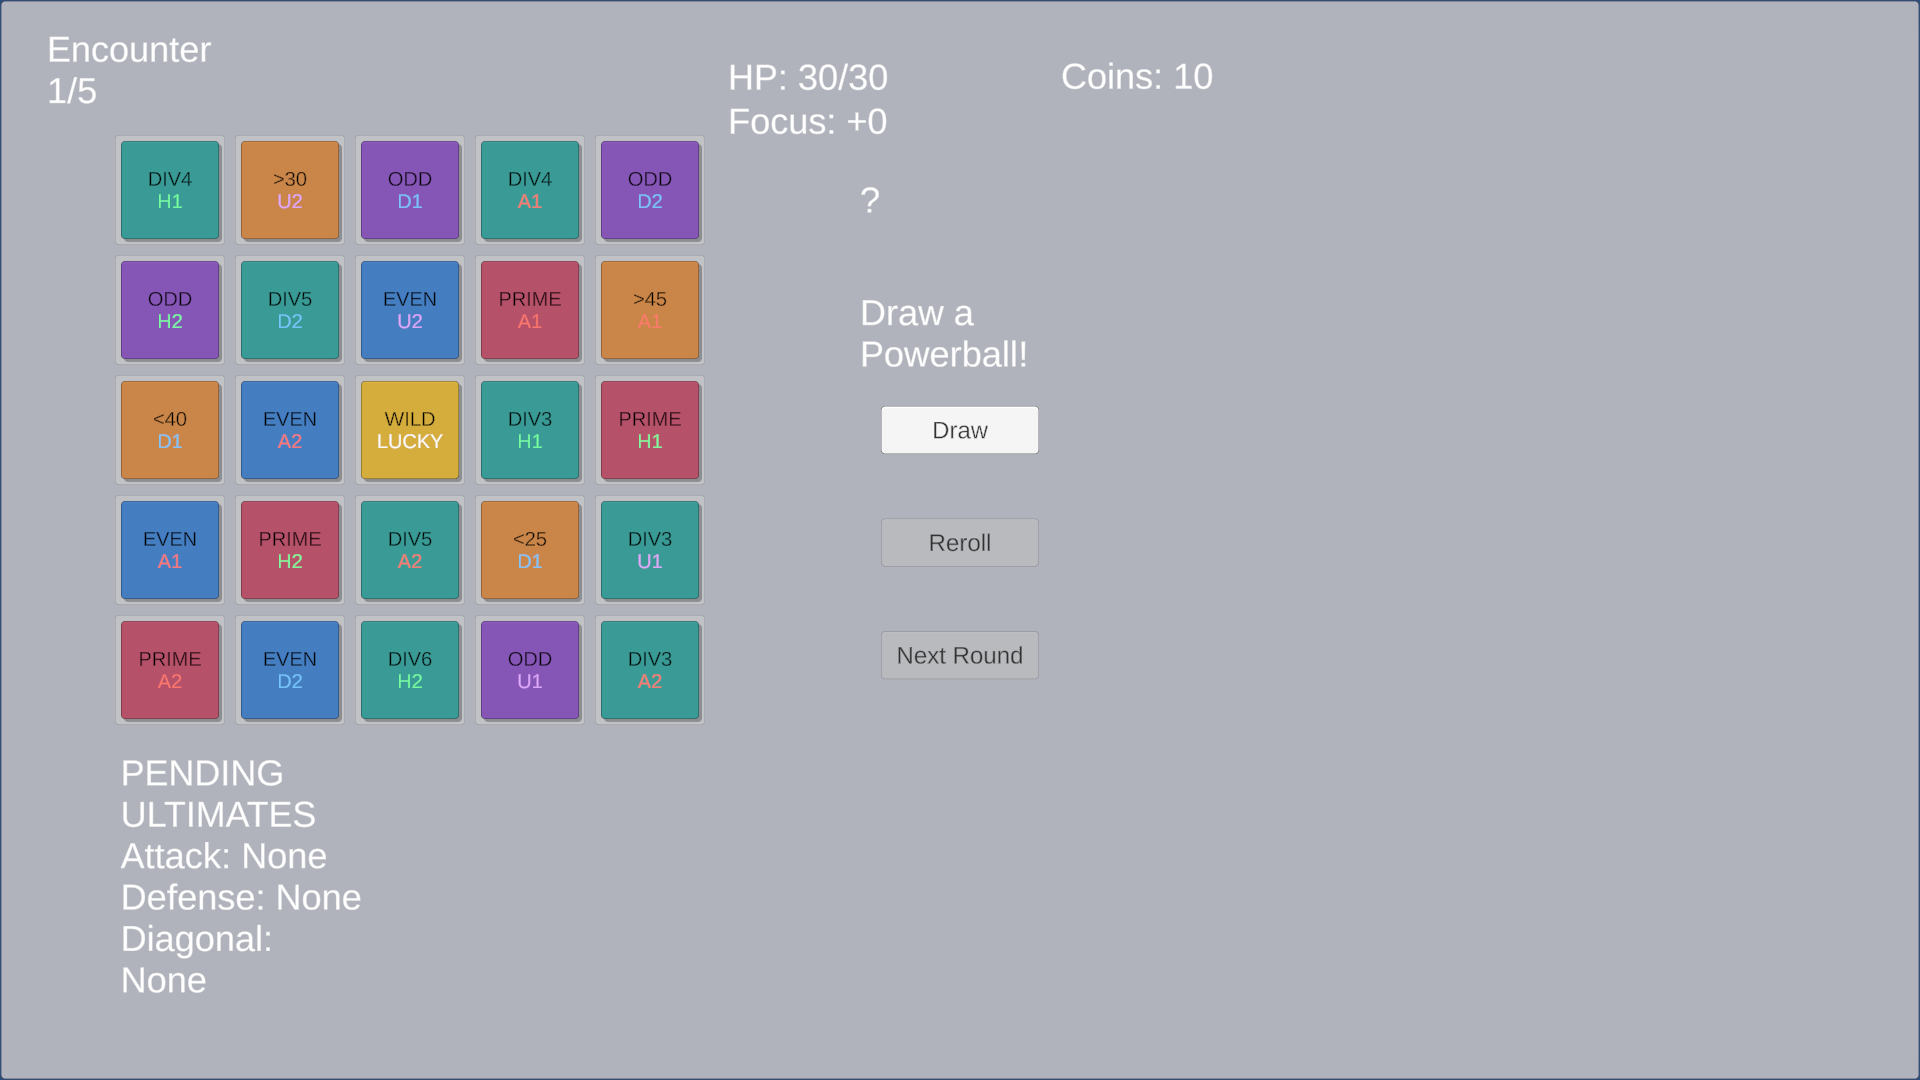 Encounter
1/5
HP: 30/30
Focus: +0
Coins: 10
DIV4
H1
>30
U2
ODD
D1
DIV4
A1
ODD
D2
?
ODD
H2
DIV5
D2
EVEN
U2
PRIME
A1
>45
A1
Draw a
Powerball!
<40
D1
EVEN
A2
WILD
LUCKY
DIV3
H1
PRIME
H1
Draw
EVEN
A1
PRIME
H2
DIV5
A2
<25
D1
DIV3
U1
Reroll
PRIME
A2
EVEN
D2
DIV6
H2
ODD
U1
DIV3
A2
Next Round
PENDING
ULTIMATES
Attack: None
Defense: None
Diagonal:
None